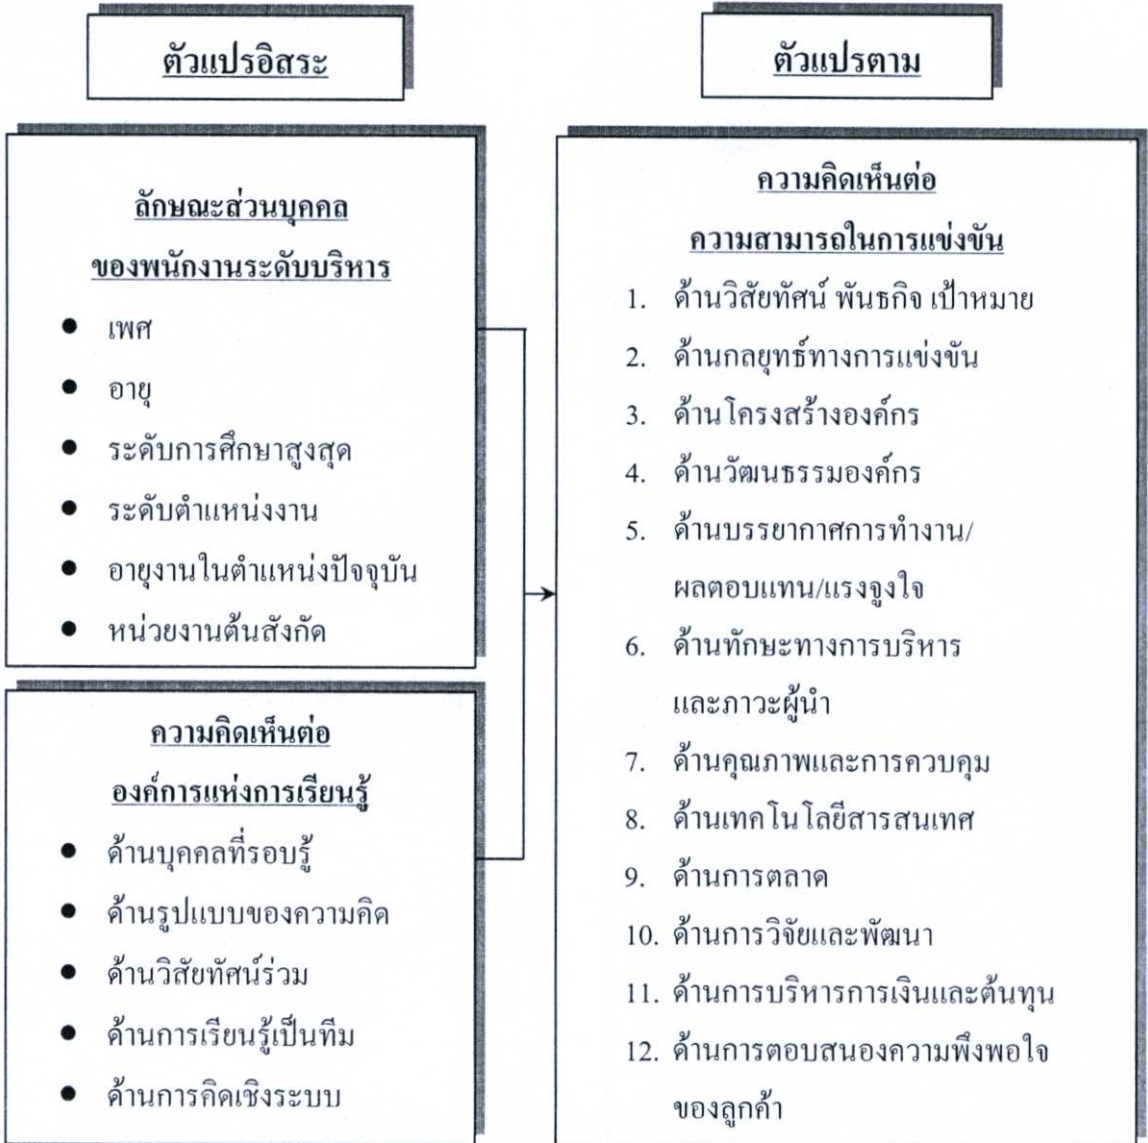 ตัวแปรอิสระ
ลักษณะส่วนบุคคล
ของพนักงานระดับบริหาร
● เพศ
● อายุ
● ระดับการศึกษาสูงสุด
● ระดับตำแหน่งงาน
● อายุงานในตำแหน่งปัจจุบัน
● หน่วยงานต้นสังกัด
ความคิดเห็นต่อ
องค์การแห่งการเรียนรู้
● ด้านบุคคลที่รอบรู้
● ด้านรูปแบบของความคิด
● ด้านวิสัยทัศน์ร่วม
● ด้านการเรียนรู้เป็นทีม
● ด้านการคิดเชิงระบบ
ตัวแปรตาม
ความคิดเห็นต่อ
ความสามารถในการแข่งขัน
1. ด้านวิสัยทัศน์ พันธกิจ เป้าหมาย
2. ด้านกลยุทธ์ทางการแข่งขัน
3. ด้านโครงสร้างองค์กร
4. ด้านวัฒนธรรมองค์กร
5. ด้านบรรยากาศการทำงาน/
ผลตอบแทน/แรงจูงใจ
6. ด้านทักษะทางการบริหาร
และภาวะผู้นำ
7. ด้านคุณภาพและการควบคุม
8. ด้านเทคโนโลยีสารสนเทศ
9. ด้านการตลาด
10. ด้านการวิจัยและพัฒนา
11. ด้านการบริหารการเงินและต้นทุน
12. ด้านการตอบสนองความพึงพอใจ
ของลูกค้า